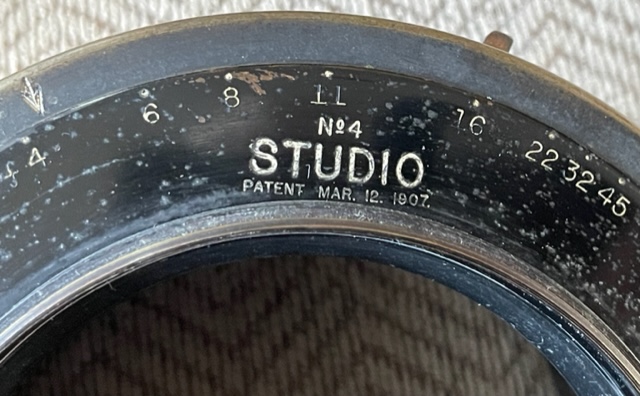 f 4 6 8 11 16 22 32 45
Nº4
STUDIO
PATENT MAR. 12. 1907.